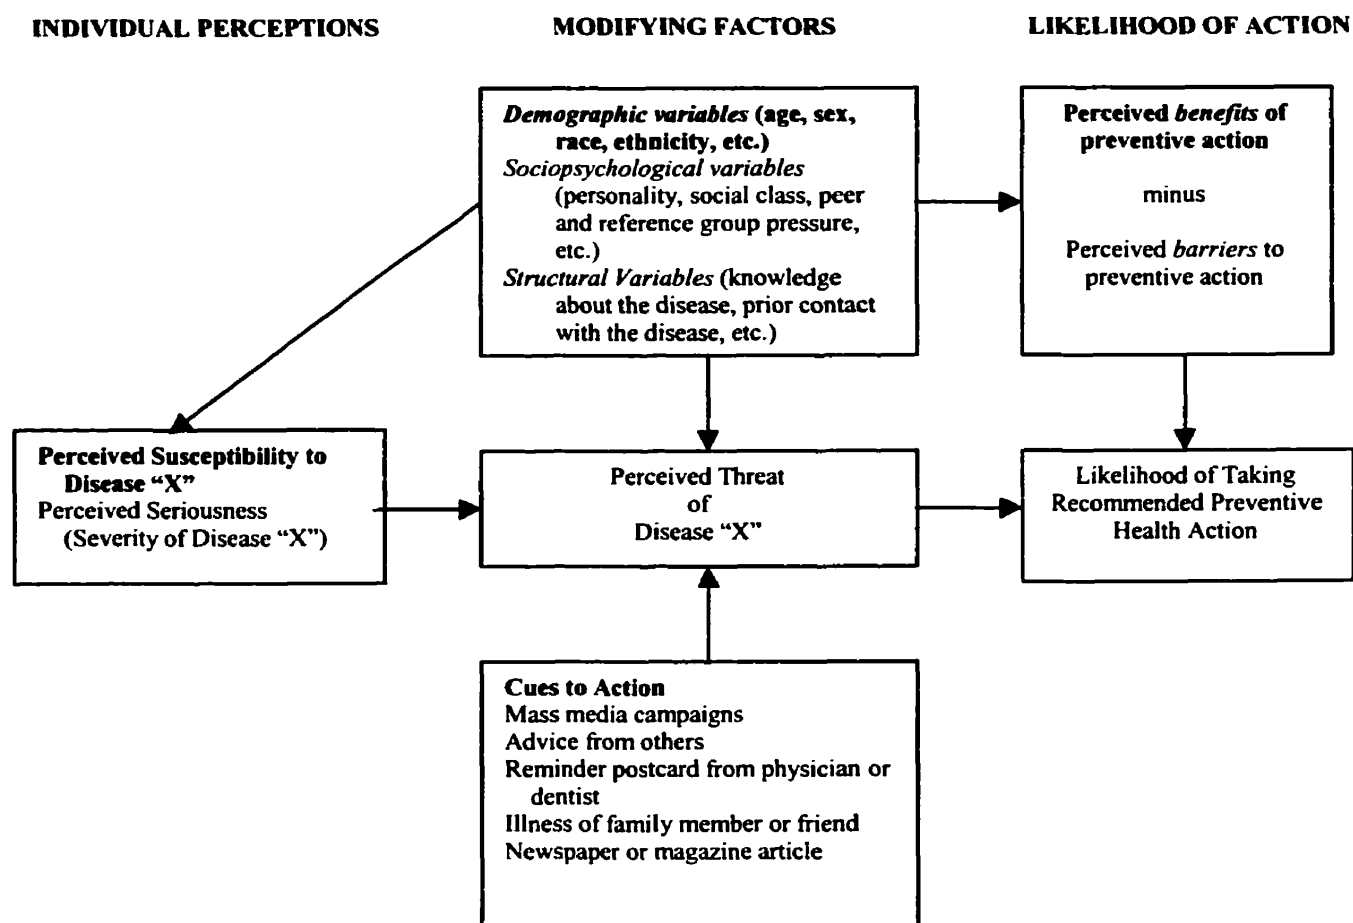 INDIVIDUAL PERCEPTIONS
MODIFYING FACTORS
LIKELIHOOD OF ACTION
Demographic variables (age, sex,
race, ethnicity, etc.)
Sociopsychological variables
(personality, social class, peer
and reference group pressure,
etc.)
Structural Variables (knowledge
about the disease, prior contact
with the disease, etc.)
Perceived benefits of
preventive action
minus
Perceived barriers to
preventive action
Perceived Susceptibility to
Disease “X”
Perceived Seriousness
(Severity of Disease “X”)
Perceived Threat
of
Disease “X”
Likelihood of Taking
Recommended Preventive
Health Action
Cues to Action
Mass media campaigns
Advice from others
Reminder postcard from physician or
dentist
Illness of family member or friend
Newspaper or magazine article